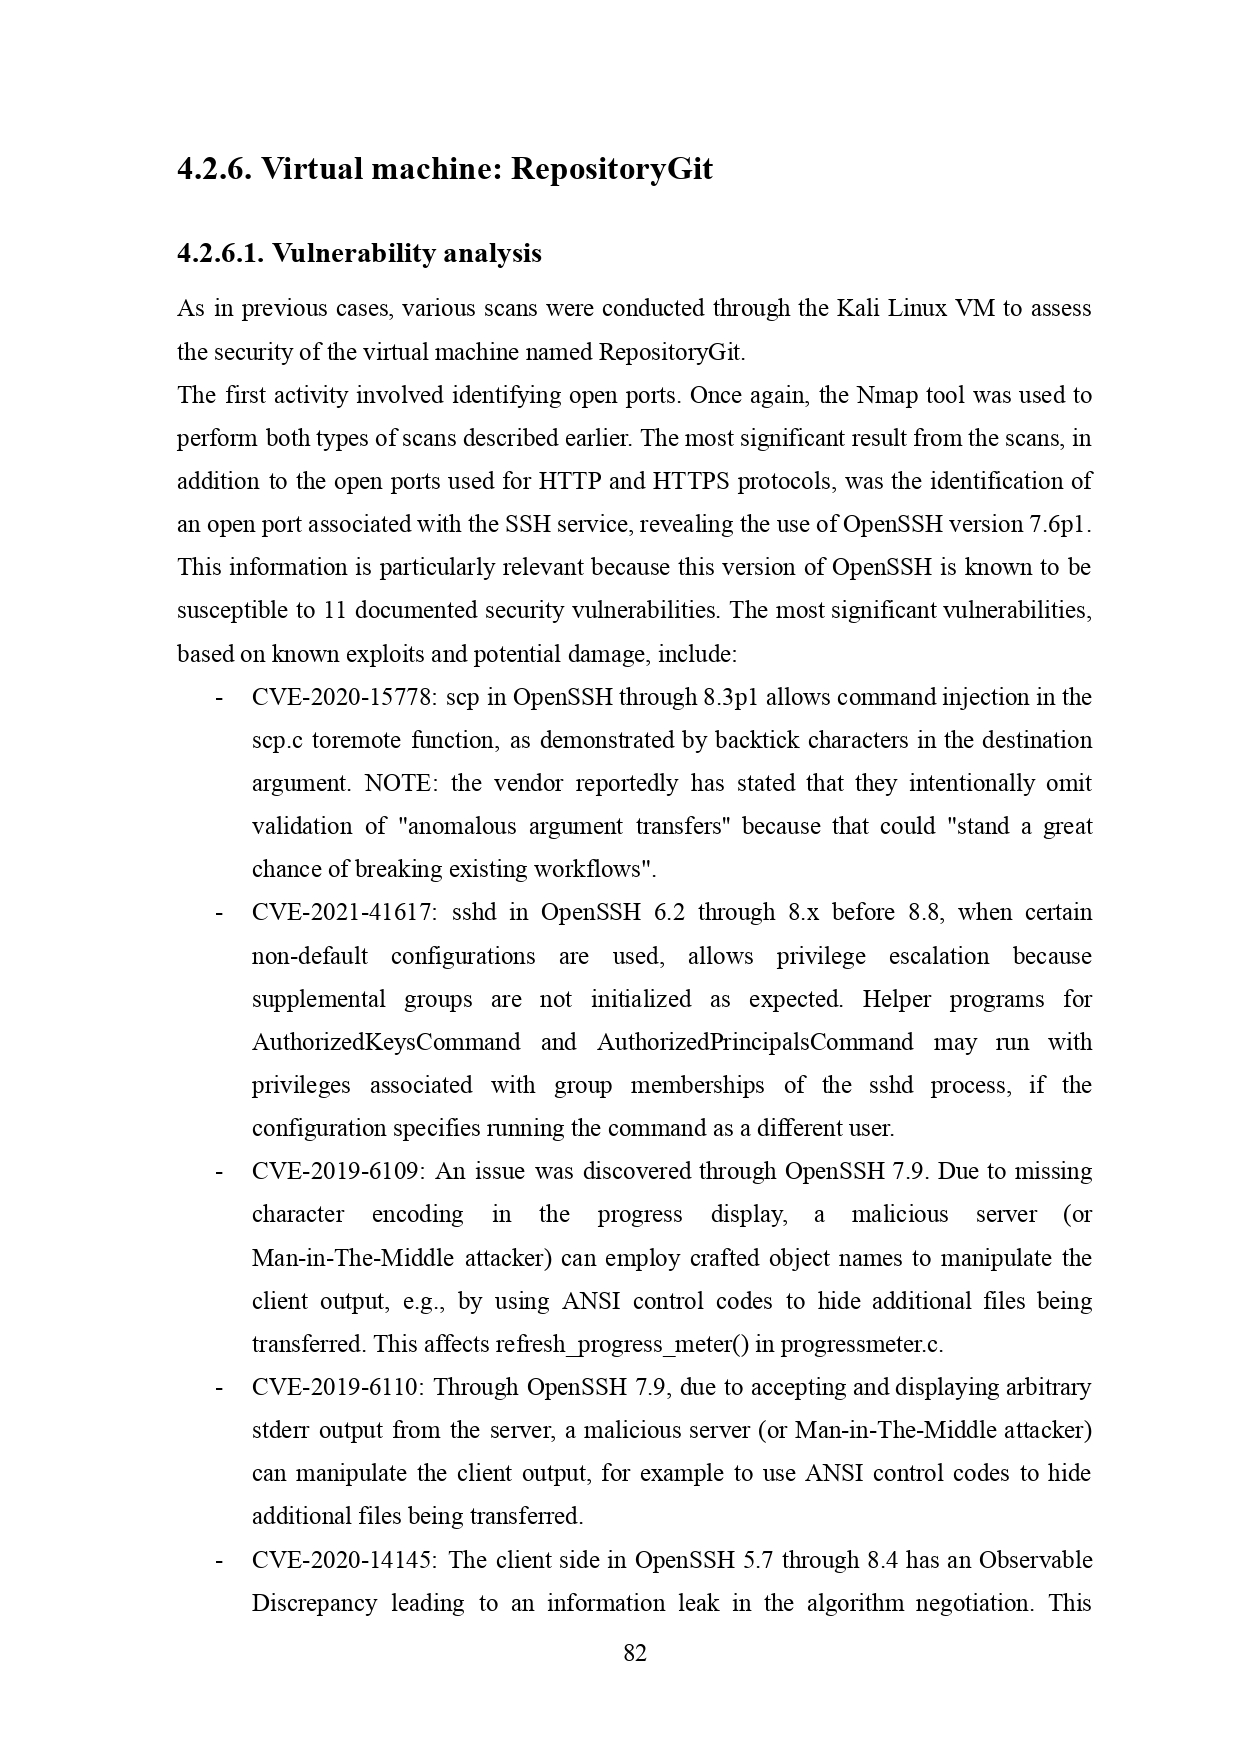 4.2.6. Virtual machine: RepositoryGit
4.2.6.1. Vulnerability analysis
As in previous cases, various scans were conducted through the Kali Linux VM to assess
the security of the virtual machine named RepositoryGit.
The first activity involved identifying open ports. Once again, the Nmap tool was used to
perform both types of scans described earlier. The most significant result from the scans, in
addition to the open ports used for HTTP and HTTPS protocols, was the identification of
an open port associated with the SSH service, revealing the use of OpenSSH version 7.6p1.
This information is particularly relevant because this version of OpenSSH is known to be
susceptible to 11 documented security vulnerabilities. The most significant vulnerabilities,
based on known exploits and potential damage, include:
- CVE-2020-15778: scp in OpenSSH through 8.3p1 allows command injection in the
scp.c toremote function, as demonstrated by backtick characters in the destination
argument. NOTE: the vendor reportedly has stated that they intentionally omit
validation of "anomalous argument transfers" because that could "stand a great
chance of breaking existing workflows".
- CVE-2021-41617: sshd in OpenSSH 6.2 through 8.x before 8.8, when certain
non-default configurations are used, allows privilege escalation because
supplemental groups are not initialized as expected. Helper programs for
AuthorizedKeysCommand and AuthorizedPrincipalsCommand may run with
privileges associated with group memberships of the sshd process, if the
configuration specifies running the command as a different user.
- CVE-2019-6109: An issue was discovered through OpenSSH 7.9. Due to missing
character encoding in the progress display, a malicious server (or
Man-in-The-Middle attacker) can employ crafted object names to manipulate the
client output, e.g., by using ANSI control codes to hide additional files being
transferred. This affects refresh_progress_meter() in progressmeter.c.
- CVE-2019-6110: Through OpenSSH 7.9, due to accepting and displaying arbitrary
stderr output from the server, a malicious server (or Man-in-The-Middle attacker)
can manipulate the client output, for example to use ANSI control codes to hide
additional files being transferred.
- CVE-2020-14145: The client side in OpenSSH 5.7 through 8.4 has an Observable
Discrepancy leading to an information leak in the algorithm negotiation. This
82